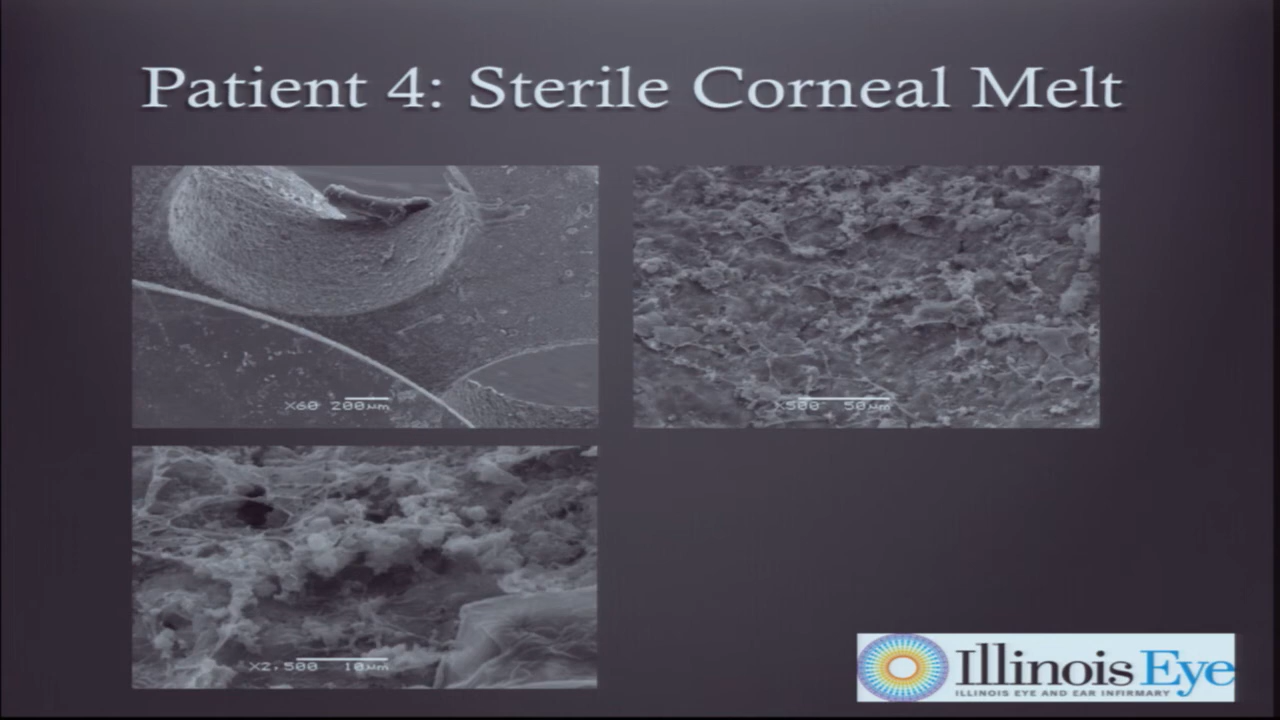 Patient 4: Sterile Corneal Melt
X60 200µm
X500 50µm
X2,500 10µm
Illinois Eye
ILLINOIS EYE AND EAR INFIRMARY